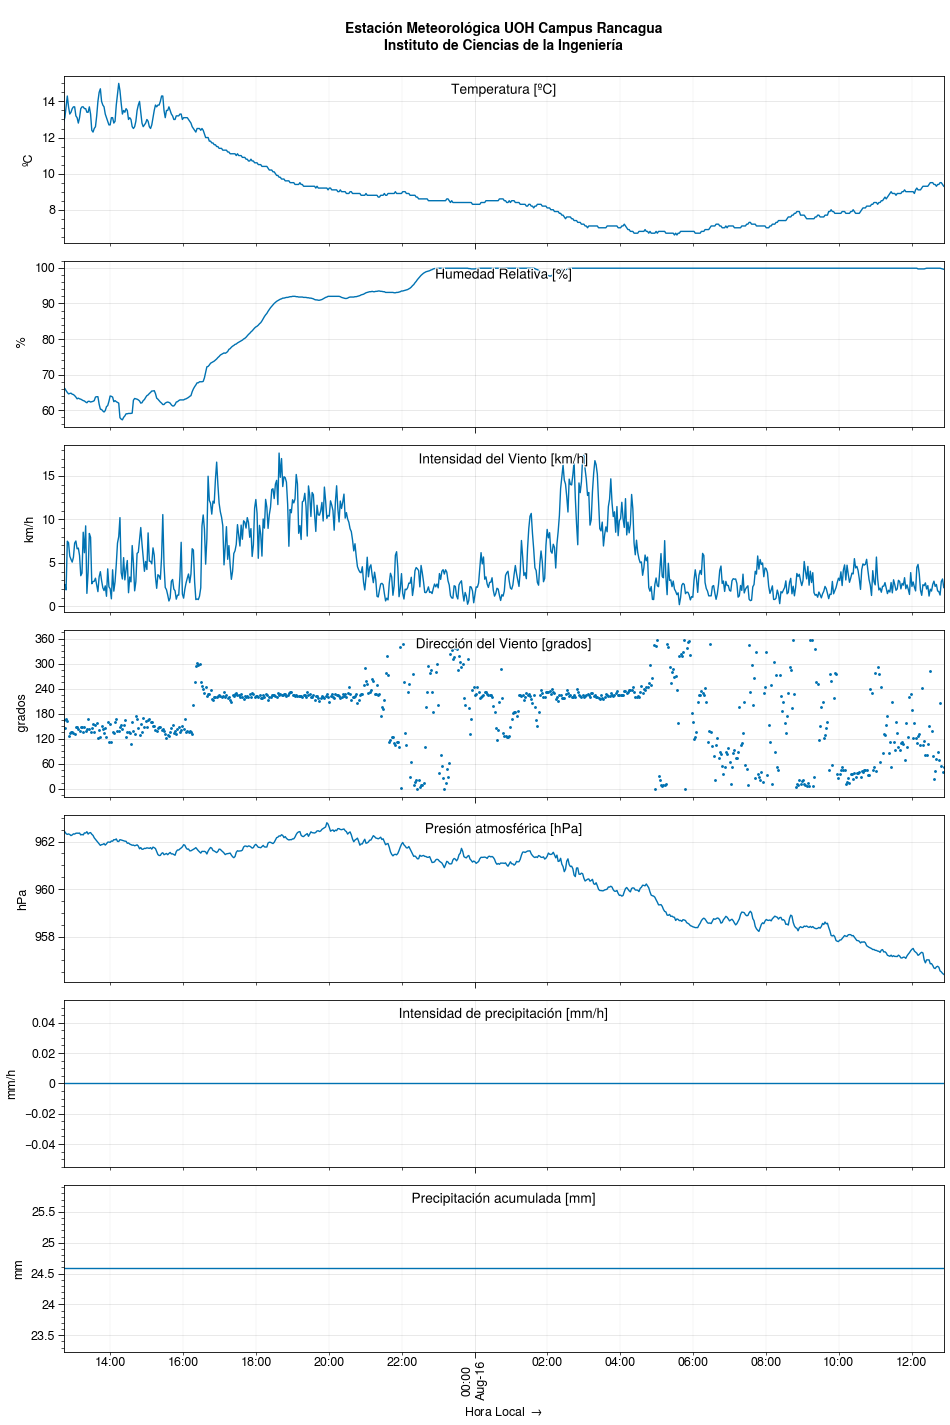 Estación Meteorológica UOH Campus Rancagua
Instituto de Ciencias de la Ingeniería
Temperatura [ºC]
ºC
14
12
10
8
Humedad Relativa [%]
%
100
90
80
70
60
Intensidad del Viento [km/h]
km/h
15
10
5
0
Dirección del Viento [grados]
grados
360
300
240
180
120
60
0
Presión atmosférica [hPa]
hPa
962
960
958
Intensidad de precipitación [mm/h]
mm/h
0.04
0.02
0
−0.02
−0.04
Precipitación acumulada [mm]
mm
25.5
25
24.5
24
23.5
14:00 16:00 18:00 20:00 22:00 00:00 02:00 04:00 06:00 08:00 10:00 12:00
Aug-16
Hora Local →